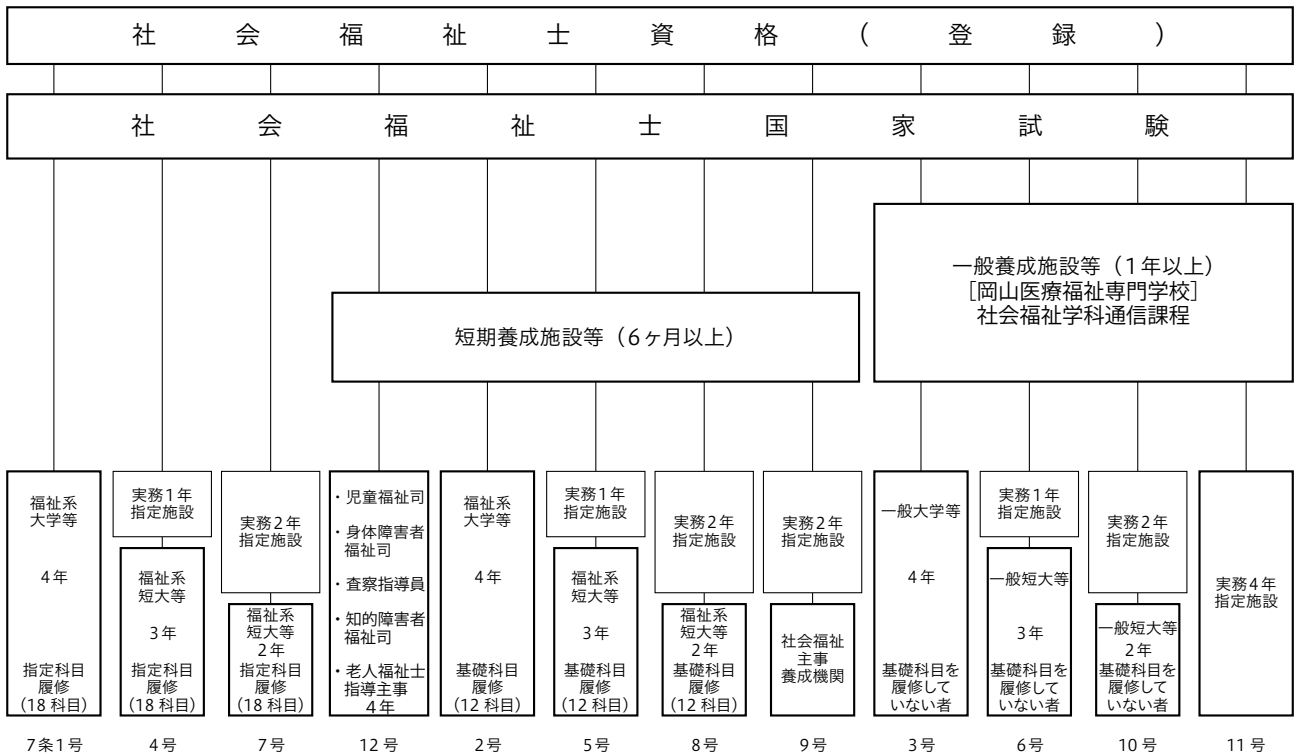 社会福祉士資格(登録)
社会福祉士国家試験
一般養成施設等（1年以上）
［岡山医療福祉専門学校］
社会福祉学科通信課程
短期養成施設等（6ヶ月以上）
福祉系
大学等
4年
指定科目
履修
(18 科目)
7条1号
実務1年
指定施設
福祉系
短大等
3年
指定科目
履修
(18 科目)
4号
実務2年
指定施設
福祉系
短大等
2年
指定科目
履修
(18 科目)
7号
・児童福祉司
・身体障害者
福祉司
・査察指導員
・知的障害者
福祉司
・老人福祉士
指導主事
4年
12号
福祉系
大学等
4年
基礎科目
履修
(12 科目)
2号
実務1年
指定施設
福祉系
短大等
3年
基礎科目
履修
(12 科目)
5号
実務2年
指定施設
福祉系
短大等
2年
基礎科目
履修
(12 科目)
8号
実務2年
指定施設
社会福祉
主事
養成機関
9号
一般大学等
4年
基礎科目を
履修して
いない者
3号
実務1年
指定施設
一般短大等
3年
基礎科目を
履修して
いない者
6号
実務2年
指定施設
一般短大等
2年
基礎科目を
履修して
いない者
10号
実務4年
指定施設
11号